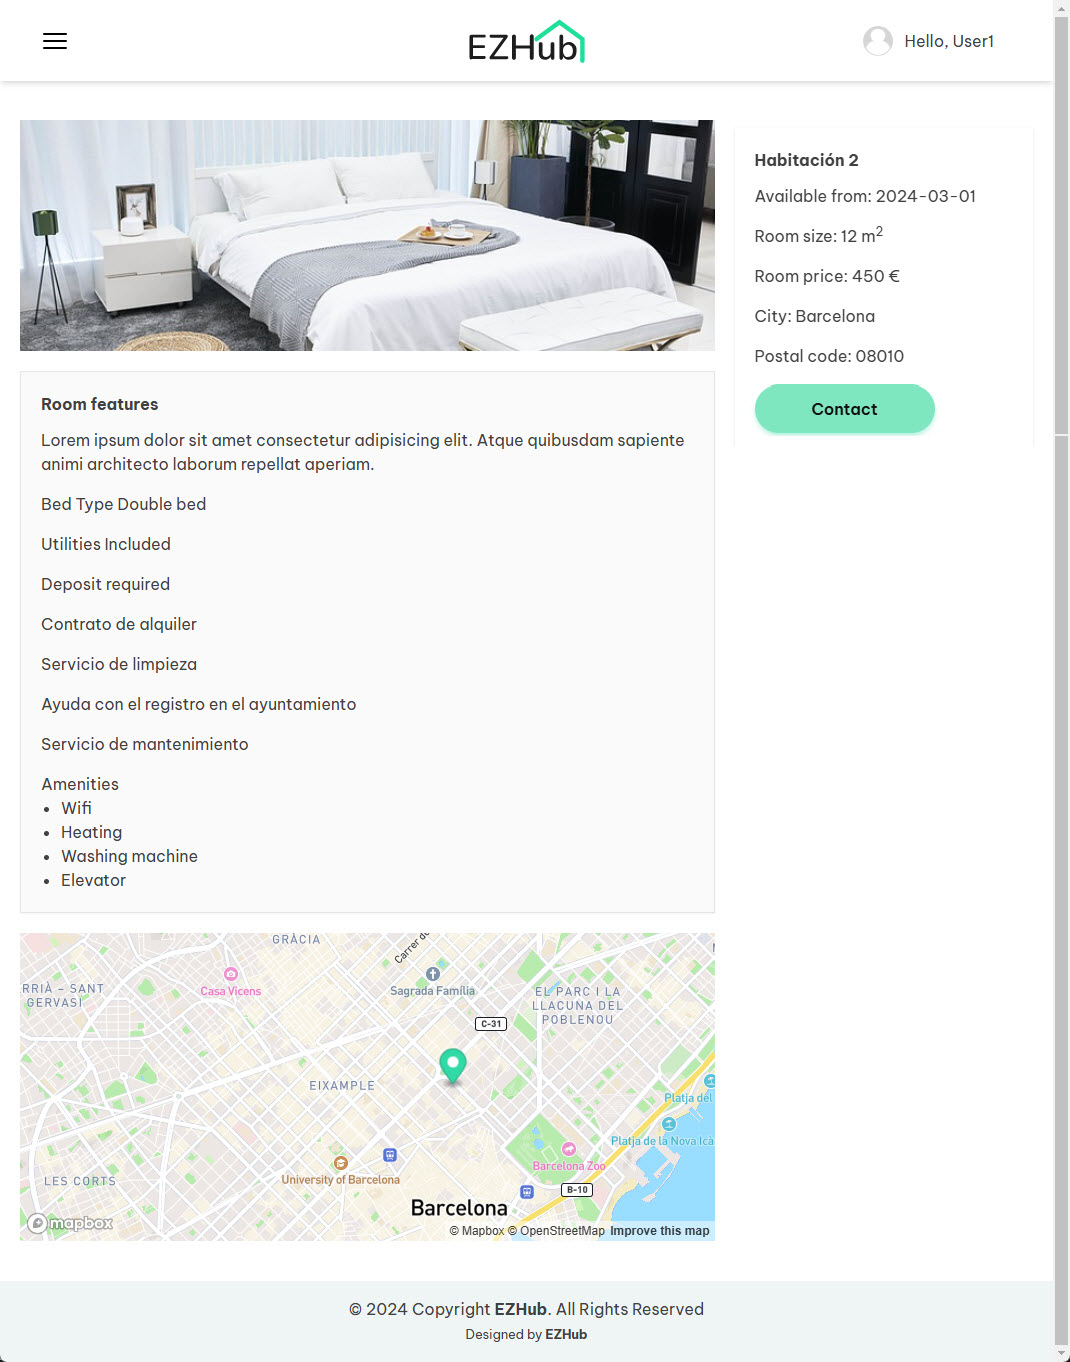 EZHub
Hello, User1
Habitación 2
Available from: 2024-03-01
Room size: 12 m²
Room price: 450 €
City: Barcelona
Postal code: 08010
Contact
Room features
Lorem ipsum dolor sit amet consectetur adipisicing elit. Atque quibusdam sapiente
animi architecto laborum repellat aperiam.
Bed Type Double bed
Utilities Included
Deposit required
Contrato de alquiler
Servicio de limpieza
Ayuda con el registro en el ayuntamiento
Servicio de mantenimiento
Amenities
• Wifi
• Heating
• Washing machine
• Elevator
GRÀCIA
Carrer de
RRIÀ – SANT
GERVASI
Casa Vicens
Sagrada Família
EL PARC I LA
LLACUNA DEL
POBLENOU
C-31
EIXAMPLE
Platja del
Platja de la Nova Icà
Barcelona Zoo
University of Barcelona
LES CORTS
B-10
Barcelona
mapbox
© Mapbox © OpenStreetMap Improve this map
© 2024 Copyright EZHub. All Rights Reserved
Designed by EZHub